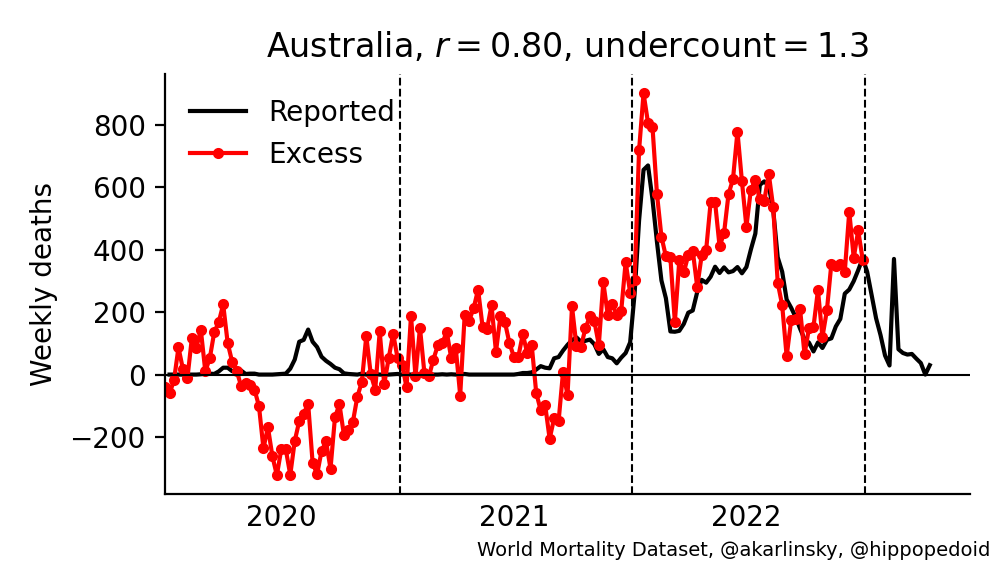 Australia, r = 0.80, undercount = 1.3
Reported
Excess
Weekly deaths
800
600
400
200
0
−200
2020
2021
2022
World Mortality Dataset, @akarlinsky, @hippopedoid